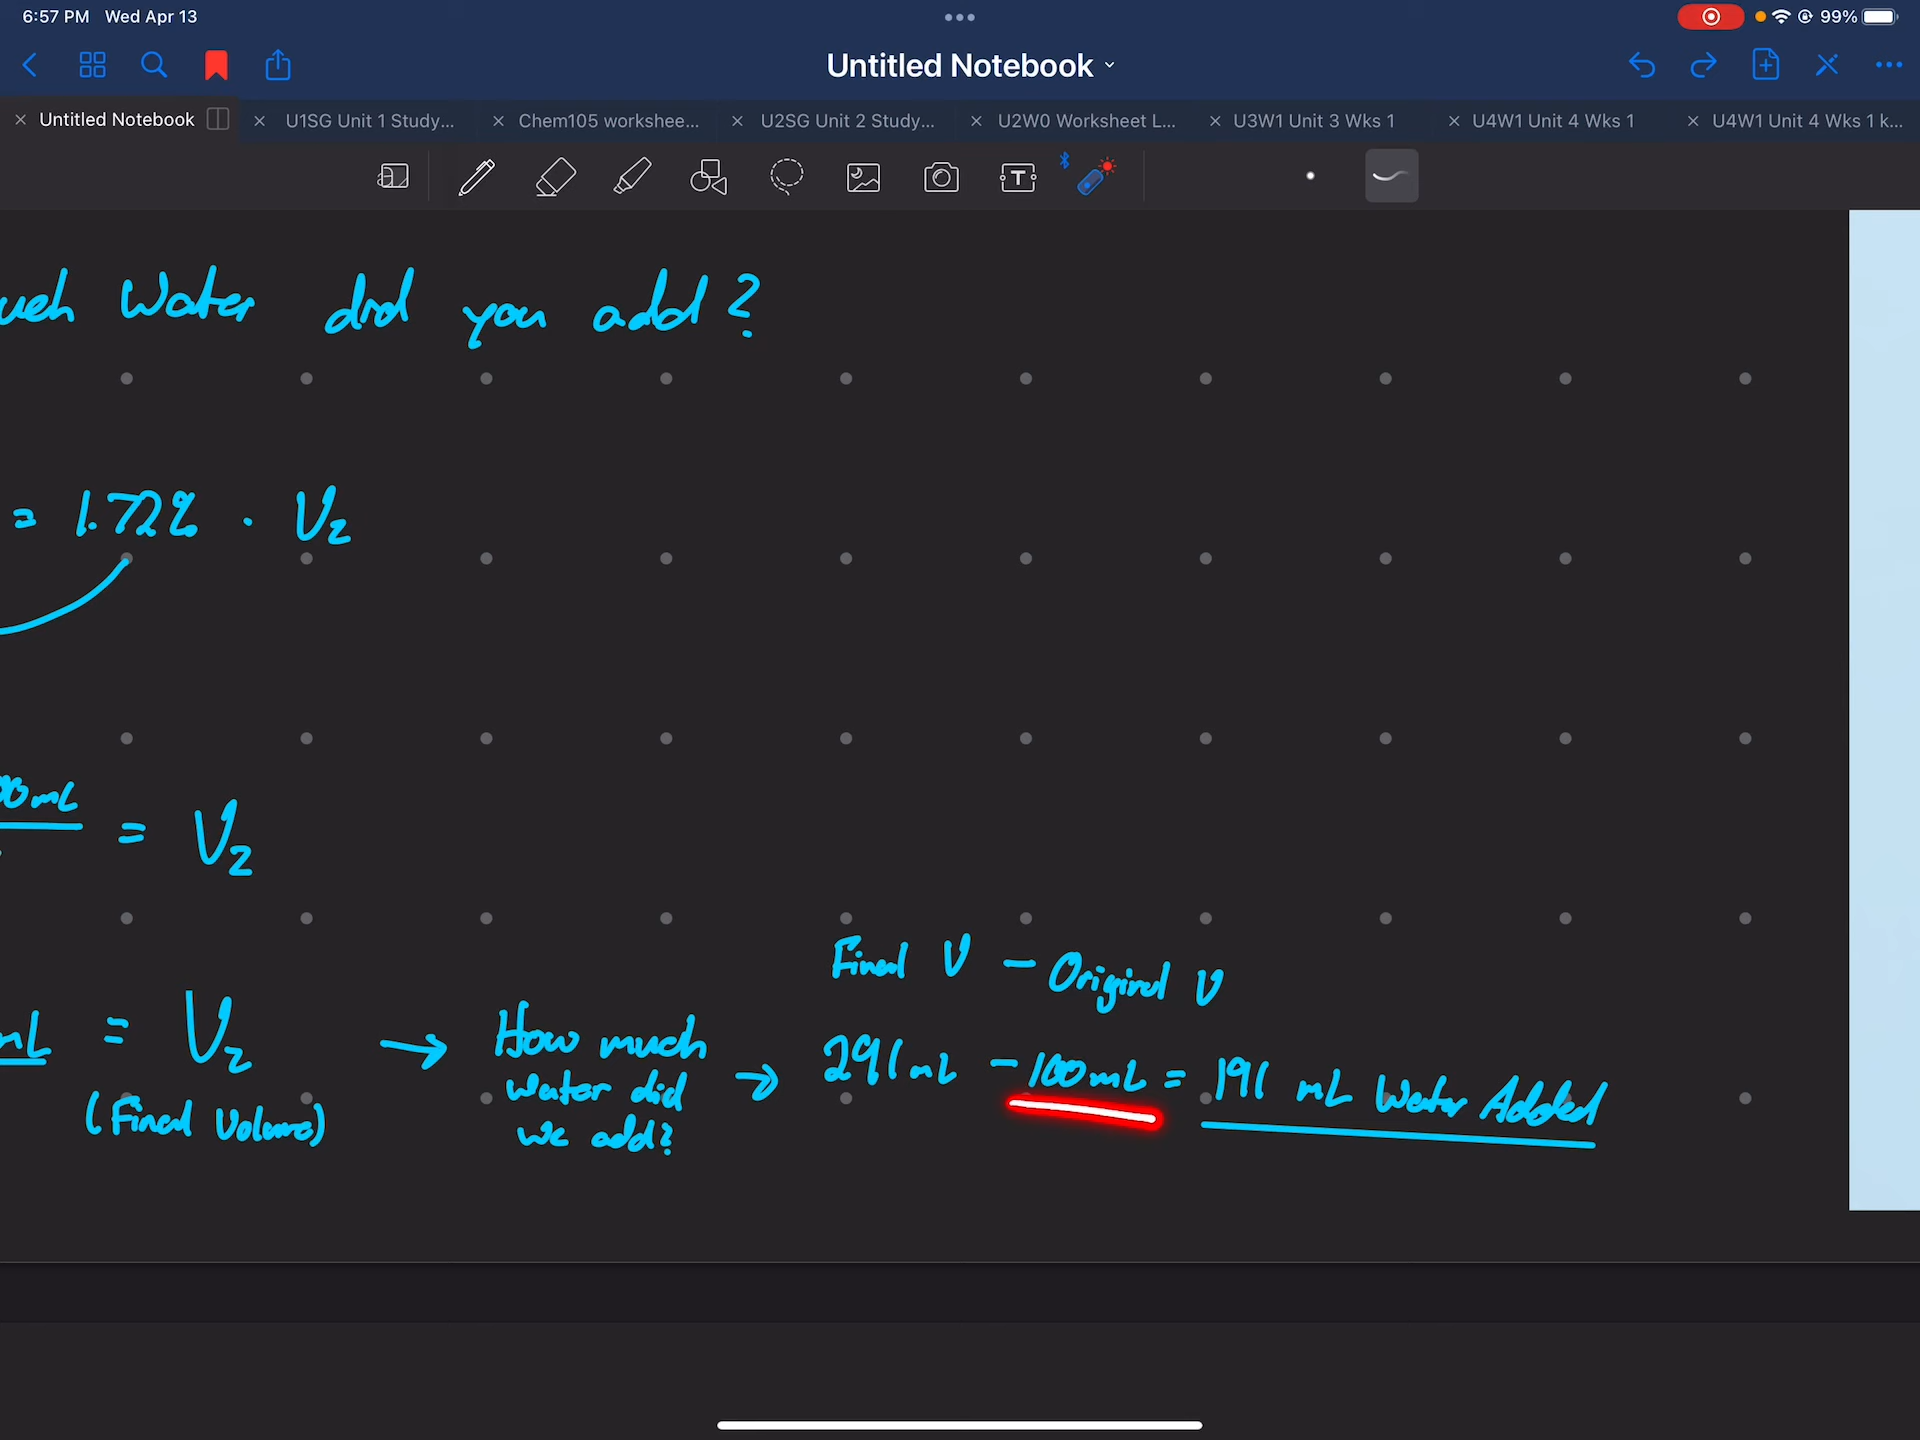 6:57 PM Wed Apr 13
99%
Untitled Notebook
Untitled Notebook
U1SG Unit 1 Study...
Chem105 workshee...
U2SG Unit 2 Study...
U2W0 Worksheet L...
U3W1 Unit 3 Wks 1
U4W1 Unit 4 Wks 1
U4W1 Unit 4 Wks 1 k...
Water did you add?
= 1.72% · V2
mL = V2
Final V – Original V
mL = V2 → How much water did we add? → 291 mL – 100 mL = 191 mL Water Added
(Final Volume)